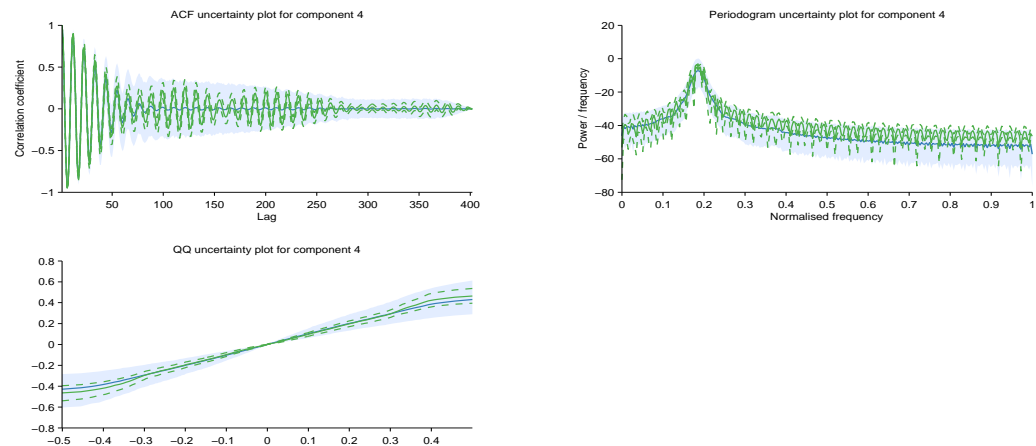 ACF uncertainty plot for component 4
1
0.5
0
−0.5
−1
Correlation coefficient
50 100 150 200 250 300 350 400
Lag
Periodogram uncertainty plot for component 4
20
0
−20
−40
−60
−80
Power / frequency
0 0.1 0.2 0.3 0.4 0.5 0.6 0.7 0.8 0.9 1
Normalised frequency
QQ uncertainty plot for component 4
0.8
0.6
0.4
0.2
0
−0.2
−0.4
−0.6
−0.8
−0.5 −0.4 −0.3 −0.2 −0.1 0 0.1 0.2 0.3 0.4